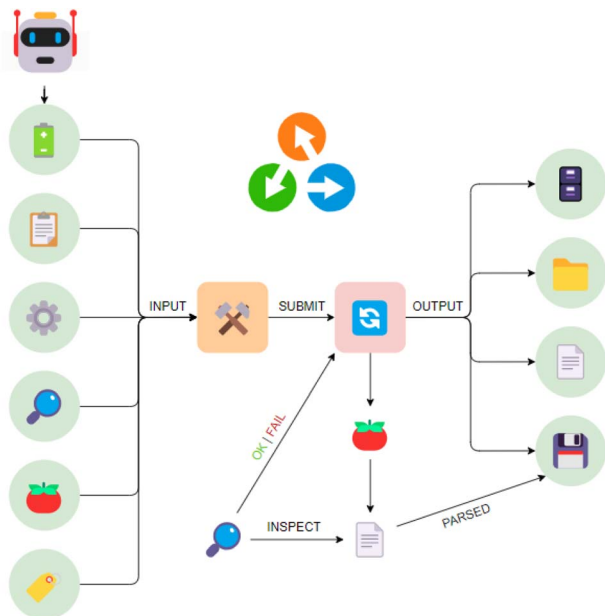 INPUT
SUBMIT
OUTPUT
OK | FAIL
INSPECT
PARSED